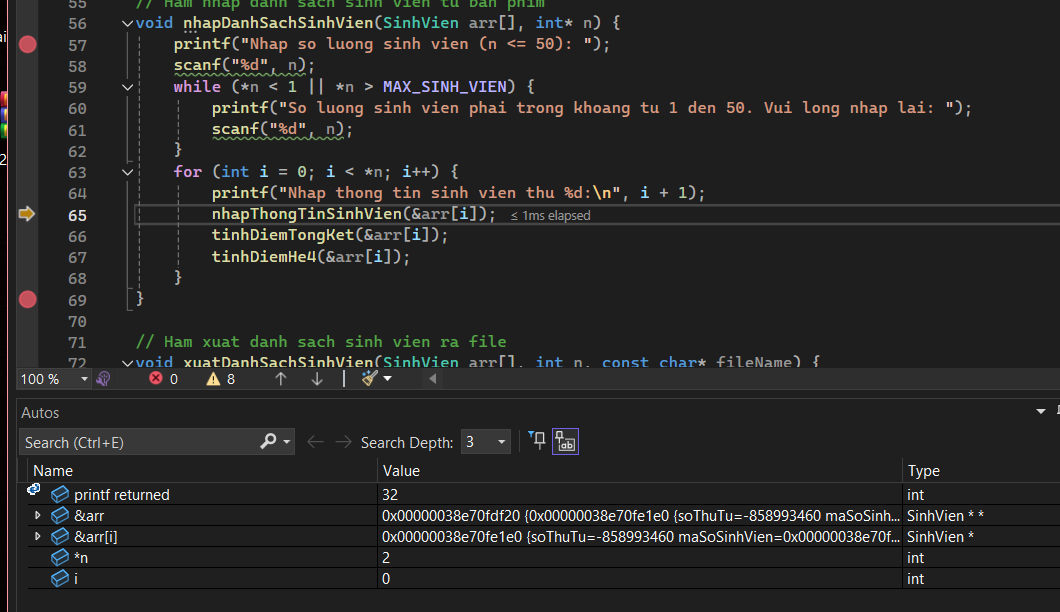 55 // Ham nhap danh sach sinh vien tu ban phim
56 void nhapDanhSachSinhVien(SinhVien arr[], int* n) {
57 printf("Nhap so luong sinh vien (n <= 50): ");
58 scanf("%d", n);
59 while (*n < 1 || *n > MAX_SINH_VIEN) {
60 printf("So luong sinh vien phai trong khoang tu 1 den 50. Vui long nhap lai: ");
61 scanf("%d", n);
62 }
63 for (int i = 0; i < *n; i++) {
64 printf("Nhap thong tin sinh vien thu %d:\n", i + 1);
65 nhapThongTinSinhVien(&arr[i]); ≤ 1ms elapsed
66 tinhDiemTongKet(&arr[i]);
67 tinhDiemHe4(&arr[i]);
68 }
69 }
70
71 // Ham xuat danh sach sinh vien ra file
72 void xuatDanhSachSinhVien(SinhVien arr[], int n, const char* fileName) {
100 % 0 8
Autos
Search (Ctrl+E) Search Depth: 3
Name Value Type
printf returned 32 int
&arr 0x00000038e70fdf20 {0x00000038e70fe1e0 {soThuTu=-858993460 maSoSinh... SinhVien * *
&arr[i] 0x00000038e70fe1e0 {soThuTu=-858993460 maSoSinhVien=0x00000038e70f... SinhVien *
*n 2 int
i 0 int